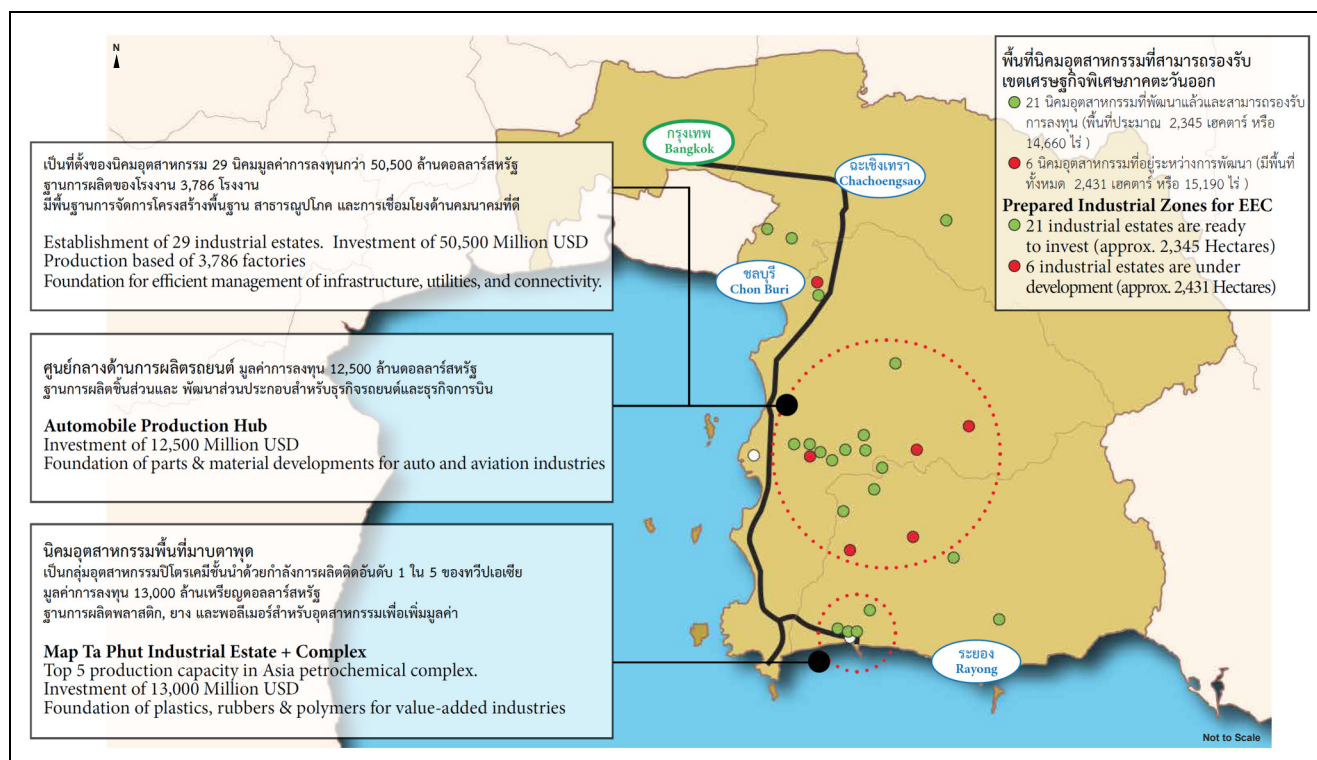 N
เป็นที่ตั้งของนิคมอุตสาหกรรม 29 นิคมมูลค่าการลงทุนกว่า 50,500 ล้านดอลลาร์สหรัฐ
ฐานการผลิตของโรงงาน 3,786 โรงงาน
มีพื้นฐานการจัดการโครงสร้างพื้นฐาน สาธารณูปโภค และการเชื่อมโยงด้านคมนาคมที่ดี
Establishment of 29 industrial estates. Investment of 50,500 Million USD
Production based of 3,786 factories
Foundation for efficient management of infrastructure, utilities, and connectivity.
ศูนย์กลางด้านการผลิตรถยนต์ มูลค่าการลงทุน 12,500 ล้านดอลลาร์สหรัฐ
ฐานการผลิตชิ้นส่วนและ พัฒนาส่วนประกอบสำหรับธุรกิจรถยนต์และธุรกิจการบิน
Automobile Production Hub
Investment of 12,500 Million USD
Foundation of parts & material developments for auto and aviation industries
นิคมอุตสาหกรรมพื้นที่มาบตาพุด
เป็นกลุ่มอุตสาหกรรมปิโตรเคมีชั้นนำด้วยกำลังการผลิตติดอันดับ 1 ใน 5 ของทวีปเอเซีย
มูลค่าการลงทุน 13,000 ล้านเหรียญดอลลาร์สหรัฐ
ฐานการผลิตพลาสติก, ยาง และพอลีเมอร์สำหรับอุตสาหกรรมเพื่อเพิ่มมูลค่า
Map Ta Phut Industrial Estate + Complex
Top 5 production capacity in Asia petrochemical complex.
Investment of 13,000 Million USD
Foundation of plastics, rubbers & polymers for value-added industries
กรุงเทพ
Bangkok
ฉะเชิงเทรา
Chachoengsao
ชลบุรี
Chon Buri
ระยอง
Rayong
พื้นที่นิคมอุตสาหกรรมที่สามารถรองรับ
เขตเศรษฐกิจพิเศษภาคตะวันออก
21 นิคมอุตสาหกรรมที่พัฒนาแล้วและสามารถรองรับ
การลงทุน (พื้นที่ประมาณ 2,345 เฮคตาร์ หรือ
14,660 ไร่ )
6 นิคมอุตสาหกรรมที่อยู่ระหว่างการพัฒนา (มีพื้นที่
ทั้งหมด 2,431 เฮคตาร์ หรือ 15,190 ไร่ )
Prepared Industrial Zones for EEC
21 industrial estates are ready
to invest (approx. 2,345 Hectares)
6 industrial estates are under
development (approx. 2,431 Hectares)
Not to Scale